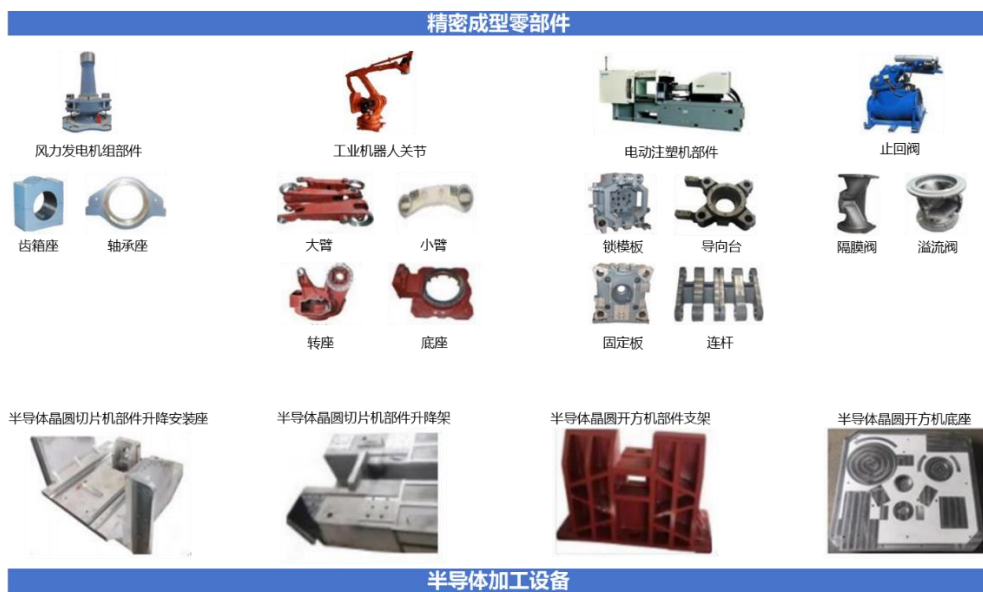 精密成型零部件
风力发电机组部件
工业机器人关节
电动注塑机部件
止回阀
齿箱座
轴承座
大臂
小臂
锁模板
导向台
隔膜阀
溢流阀
转座
底座
固定板
连杆
半导体晶圆切片机部件升降安装座
半导体晶圆切片机部件升降架
半导体晶圆开方机部件支架
半导体晶圆开方机底座
半导体加工设备